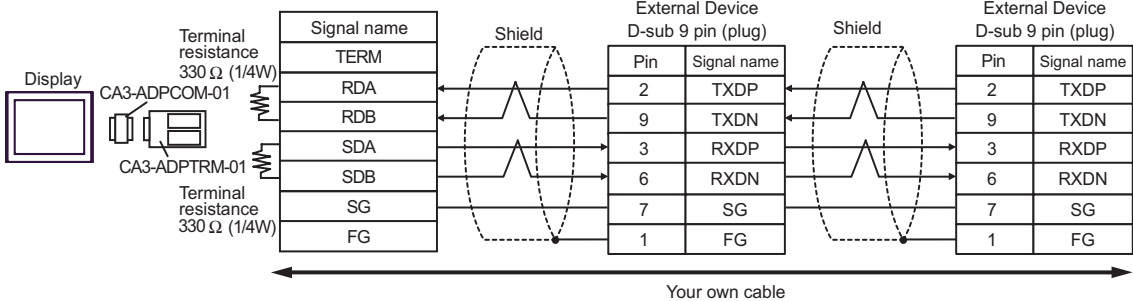 Display
CA3-ADPCOM-01
CA3-ADPTRM-01
Terminal
resistance
330 Ω (1/4W)
Terminal
resistance
330 Ω (1/4W)
Signal name
TERM
RDA
RDB
SDA
SDB
SG
FG
Shield
External Device
D-sub 9 pin (plug)
Pin Signal name
2 TXDP
9 TXDN
3 RXDP
6 RXDN
7 SG
1 FG
Shield
External Device
D-sub 9 pin (plug)
Pin Signal name
2 TXDP
9 TXDN
3 RXDP
6 RXDN
7 SG
1 FG
Your own cable